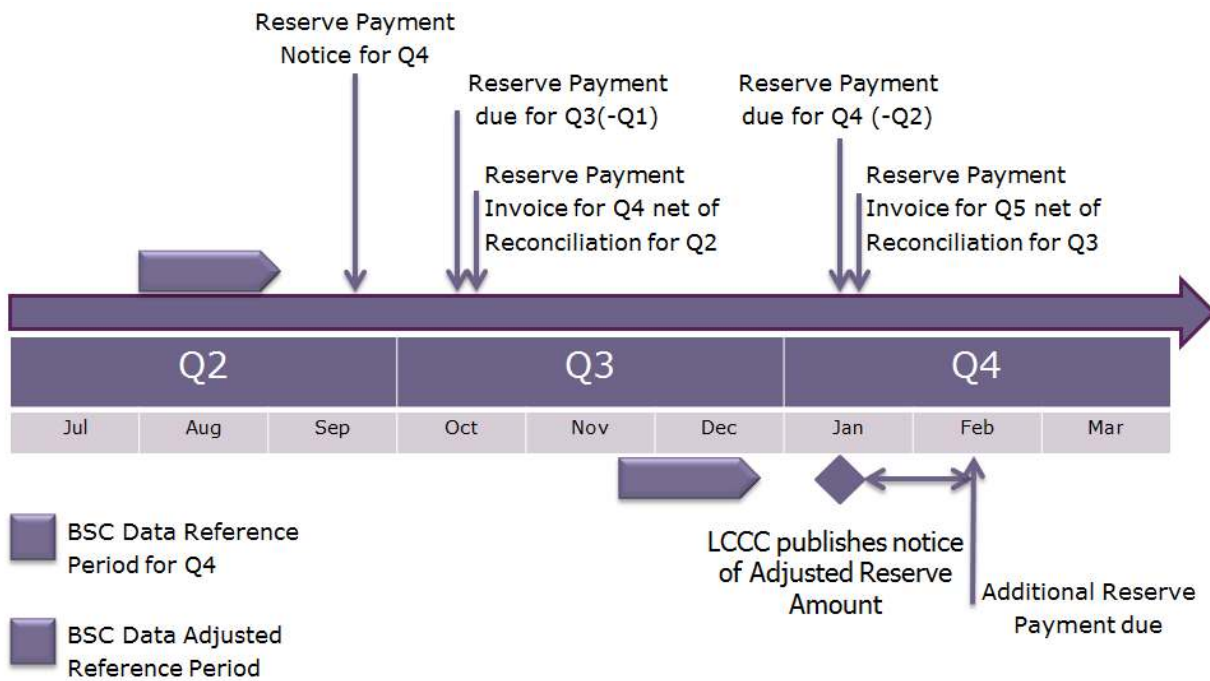 Reserve Payment
Notice for Q4
Reserve Payment
due for Q3(-Q1)
Reserve Payment
due for Q4 (-Q2)
Reserve Payment
Invoice for Q4 net of
Reconciliation for Q2
Reserve Payment
Invoice for Q5 net of
Reconciliation for Q3
Q2 Q3 Q4
Jul Aug Sep Oct Nov Dec Jan Feb Mar
BSC Data Reference
Period for Q4
BSC Data Adjusted
Reference Period
LCCC publishes notice
of Adjusted Reserve
Amount
Additional Reserve
Payment due